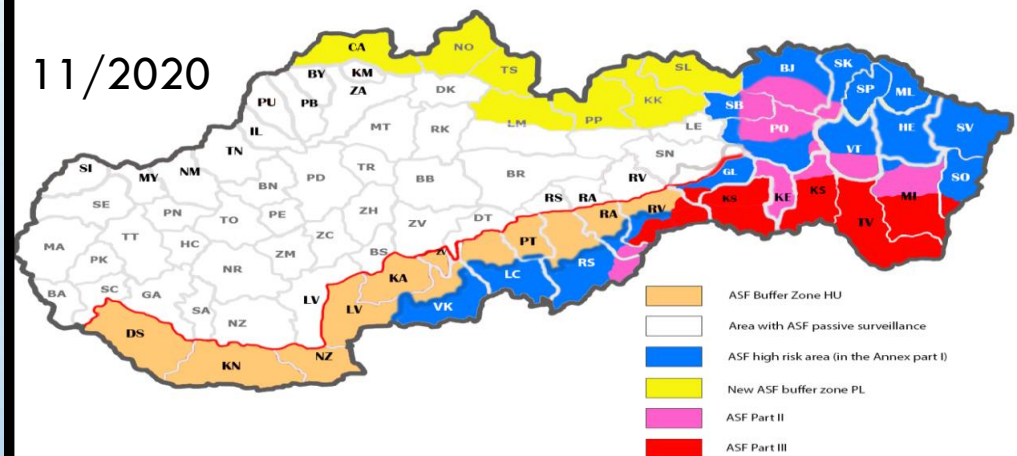 11/2020
CA
NO
TS
BY
KM
ZA
DK
PU
PB
IL
TN
MT
RK
LM
PP
KK
SL
LE
BJ
SK
SP
ML
SB
PO
VT
HE
SV
SO
SI
MY
NM
SE
BN
PD
TR
BB
BR
RV
SN
GL
KS
KE
KS
MI
TV
PN
TO
PE
ZH
ZV
DT
RS
RA
RA
RV
MA
TT
HC
ZM
ZC
BS
ZV
PT
PK
NR
KA
LC
RS
BA
SC
GA
SA
NZ
LV
LV
VK
DS
KN
NZ
ASF Buffer Zone HU
Area with ASF passive surveillance
ASF high risk area (in the Annex part I)
New ASF buffer zone PL
ASF Part II
ASF Part III